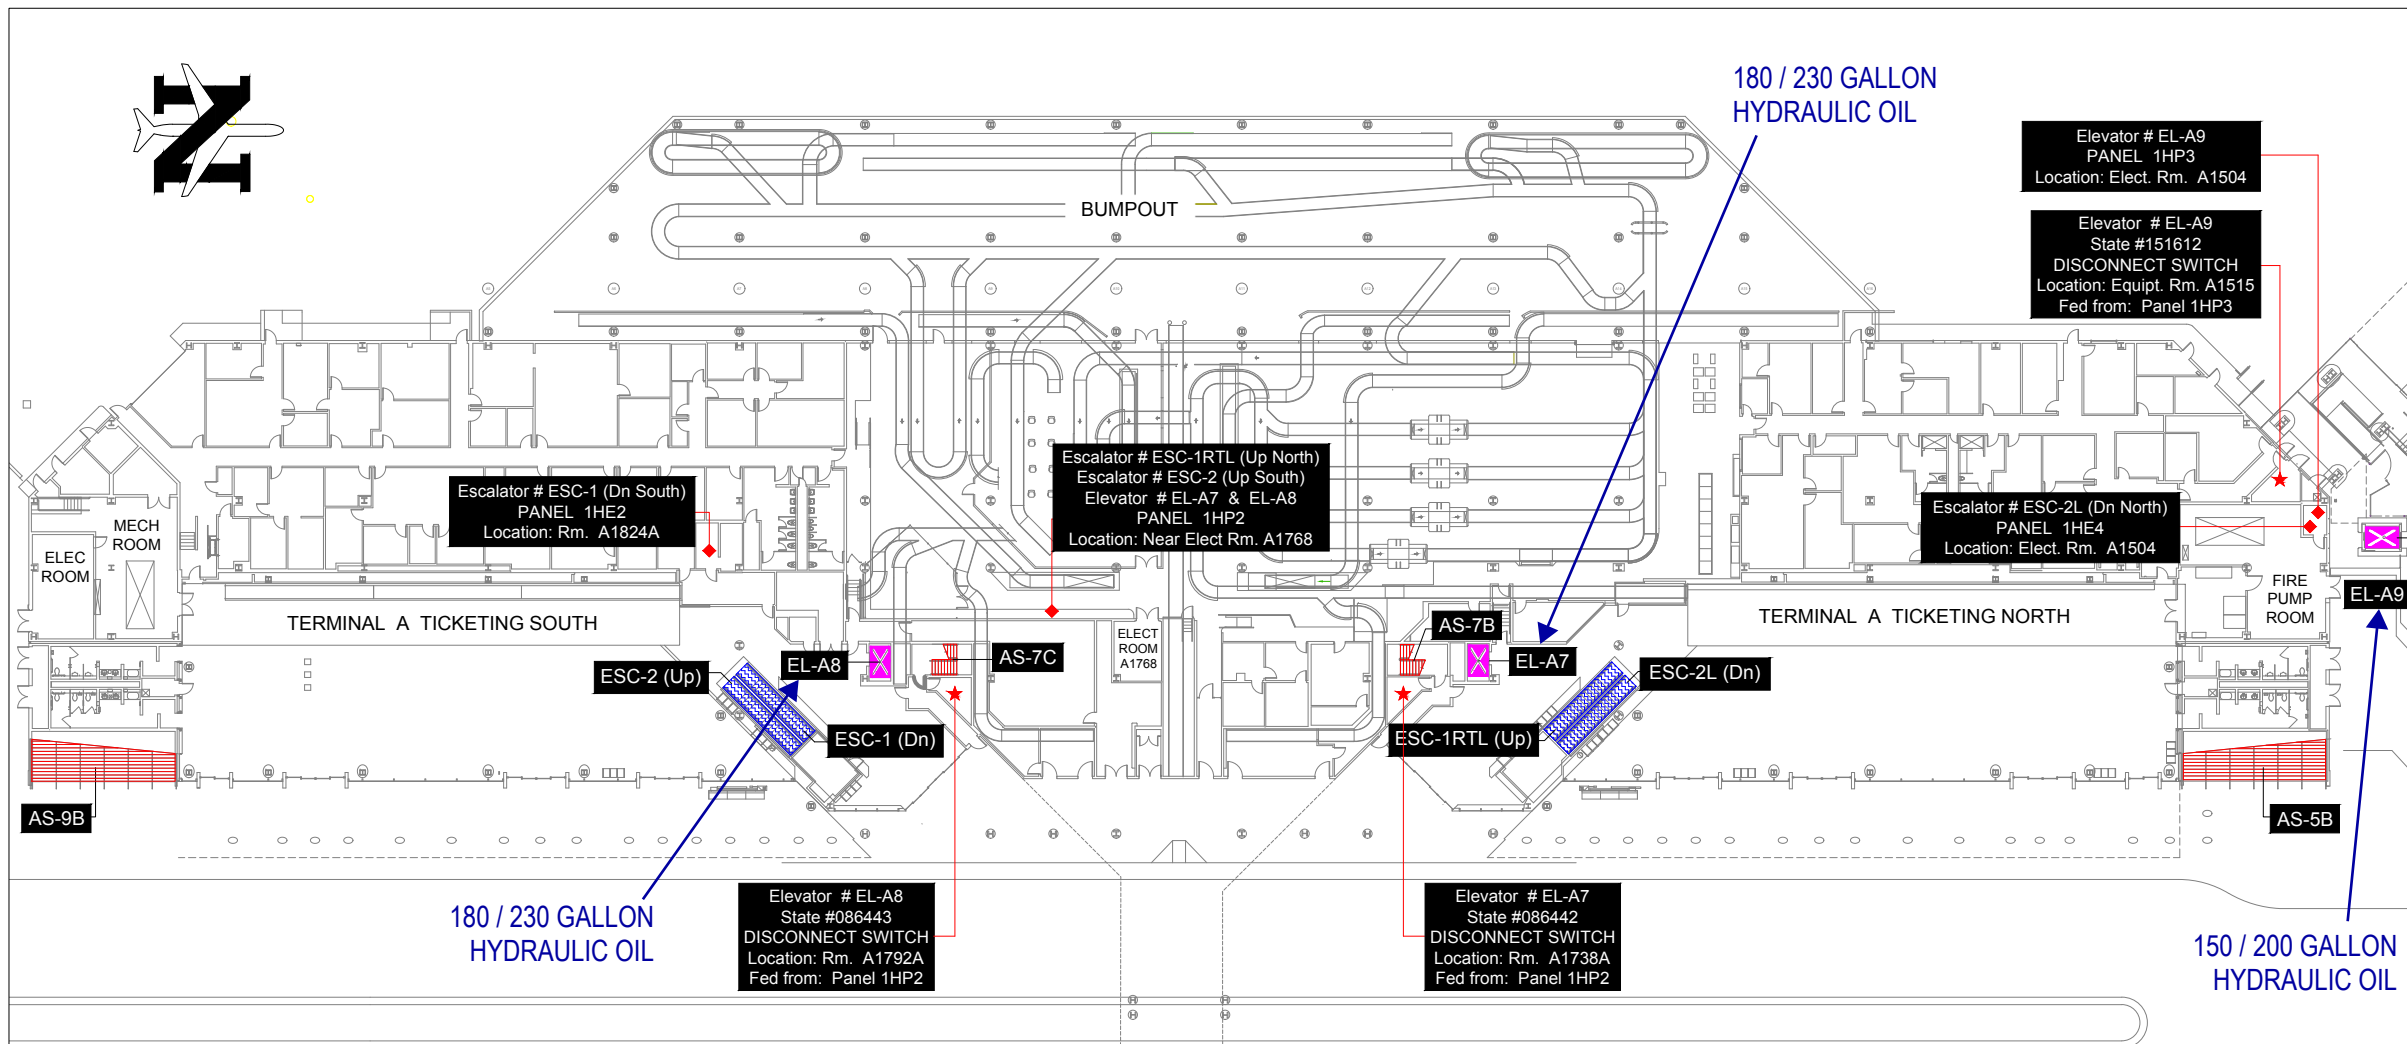 N
180 / 230 GALLON
HYDRAULIC OIL
Elevator # EL-A9
PANEL 1HP3
Location: Elect. Rm. A1504
BUMPOUT
Elevator # EL-A9
State #151612
DISCONNECT SWITCH
Location: Equipt. Rm. A1515
Fed from: Panel 1HP3
Escalator # ESC-1RTL (Up North)
Escalator # ESC-2 (Up South)
Elevator # EL-A7 & EL-A8
PANEL 1HP2
Location: Near Elect Rm. A1768
Escalator # ESC-1 (Dn South)
PANEL 1HE2
Location: Rm. A1824A
Escalator # ESC-2L (Dn North)
PANEL 1HE4
Location: Elect. Rm. A1504
MECH
ROOM
ELEC
ROOM
FIRE
PUMP
ROOM
EL-A9
TERMINAL A TICKETING SOUTH
TERMINAL A TICKETING NORTH
ELECT
ROOM
A1768
AS-7B
AS-7C
EL-A8
EL-A7
ESC-2 (Up)
ESC-2L (Dn)
ESC-1 (Dn)
ESC-1RTL (Up)
AS-9B
AS-5B
180 / 230 GALLON
HYDRAULIC OIL
Elevator # EL-A8
State #086443
DISCONNECT SWITCH
Location: Rm. A1792A
Fed from: Panel 1HP2
Elevator # EL-A7
State #086442
DISCONNECT SWITCH
Location: Rm. A1738A
Fed from: Panel 1HP2
150 / 200 GALLON
HYDRAULIC OIL